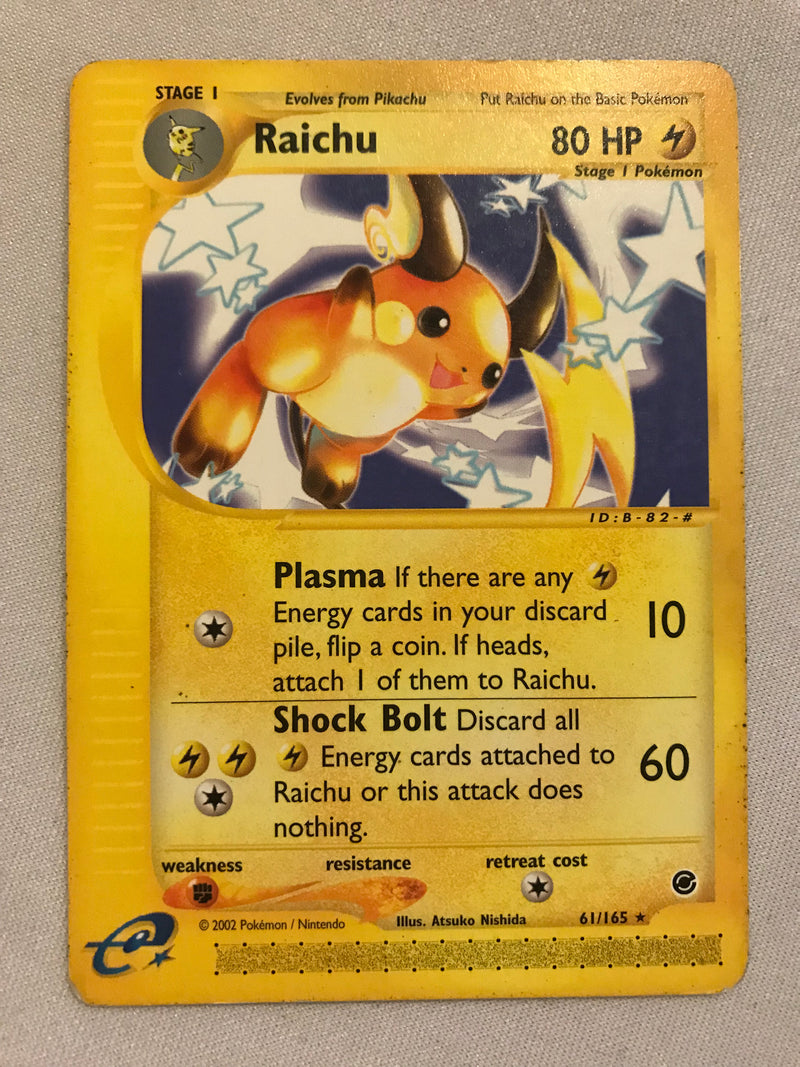 STAGE 1 Evolves from Pikachu Put Raichu on the Basic Pokémon
Raichu 80 HP
Stage 1 Pokémon
ID:B-82-#
Plasma If there are any
Energy cards in your discard
pile, flip a coin. If heads,
attach 1 of them to Raichu.
10
Shock Bolt Discard all
Energy cards attached to
Raichu or this attack does
nothing.
60
weakness resistance retreat cost
© 2002 Pokémon / Nintendo Illus. Atsuko Nishida 61/165 ★
e